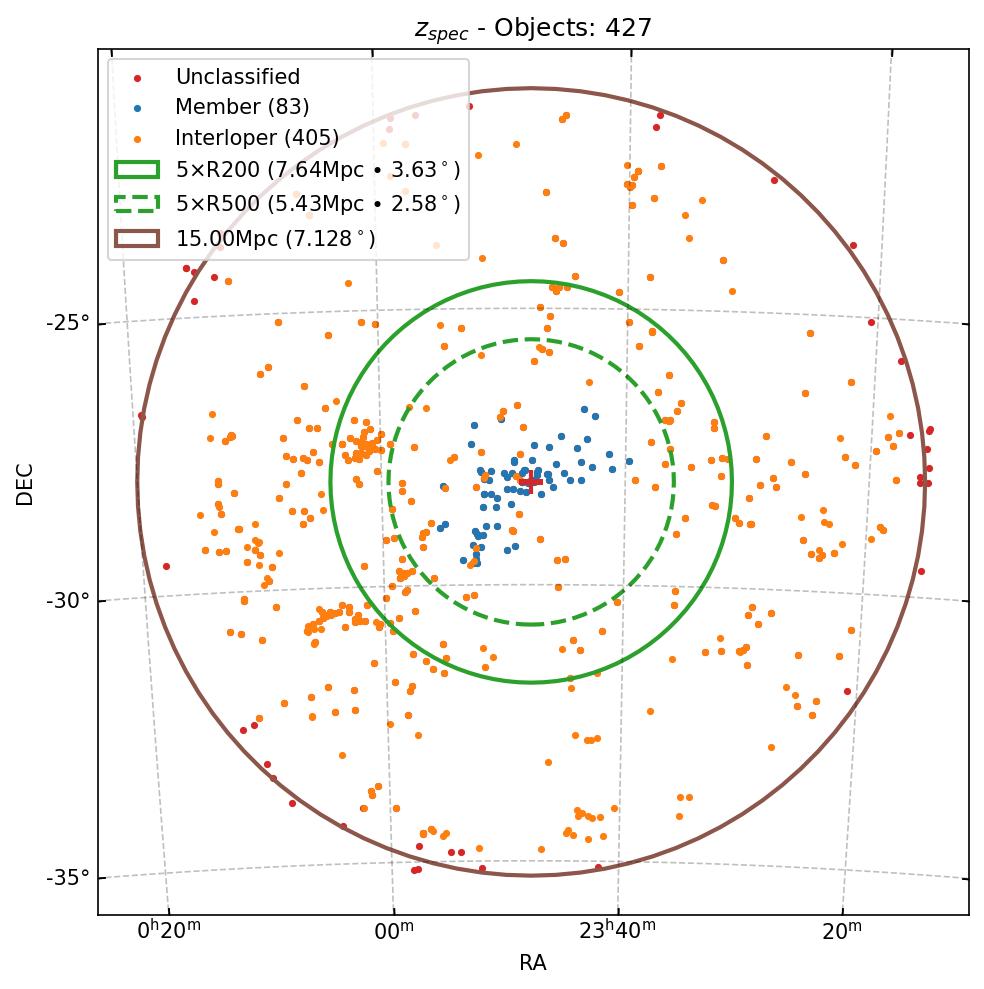 z_spec - Objects: 427
Unclassified
Member (83)
Interloper (405)
5×R200 (7.64Mpc • 3.63°)
5×R500 (5.43Mpc • 2.58°)
15.00Mpc (7.128°)
DEC
-25°
-30°
-35°
0ʰ20ᵐ 00ᵐ 23ʰ40ᵐ 20ᵐ
RA